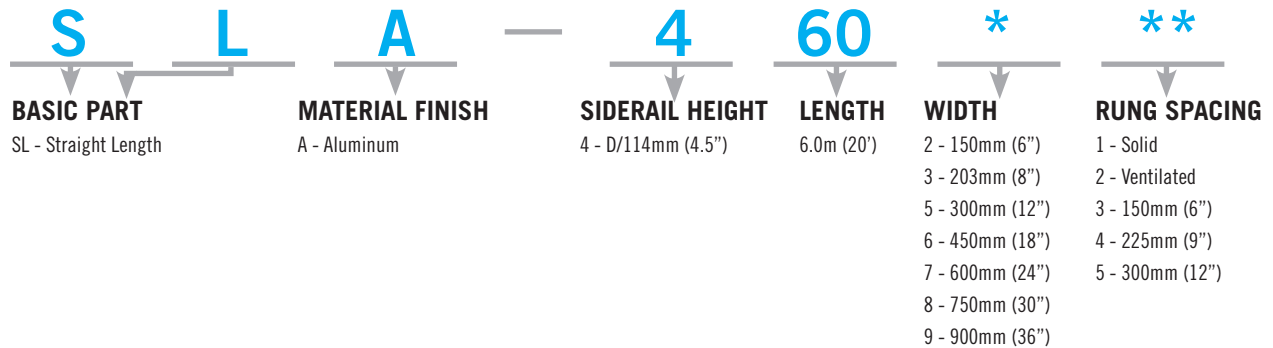 S L A — 4 60 * **
BASIC PART MATERIAL FINISH SIDERAIL HEIGHT LENGTH WIDTH RUNG SPACING
SL - Straight Length A - Aluminum 4 - D/114mm (4.5”) 6.0m (20’) 2 - 150mm (6”) 1 - Solid
3 - 203mm (8”) 2 - Ventilated
5 - 300mm (12”) 3 - 150mm (6”)
6 - 450mm (18”) 4 - 225mm (9”)
7 - 600mm (24”) 5 - 300mm (12”)
8 - 750mm (30”)
9 - 900mm (36”)